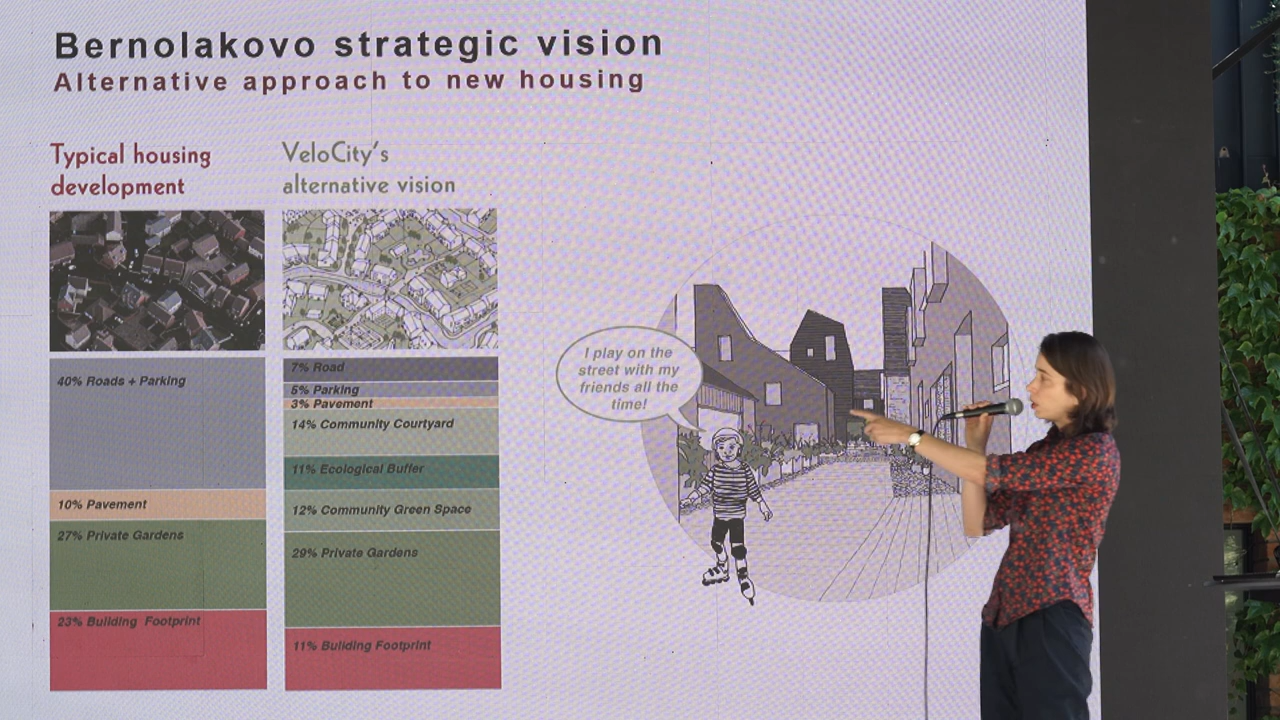 Bernolakovo strategic vision
Alternative approach to new housing
Typical housing
development
40% Roads + Parking
10% Pavement
27% Private Gardens
23% Building Footprint
VeloCity's
alternative vision
7% Road
5% Parking
3% Pavement
14% Community Courtyard
11% Ecological Buffer
12% Community Green Space
29% Private Gardens
11% Building Footprint
I play on the
street with my
friends all the
time!